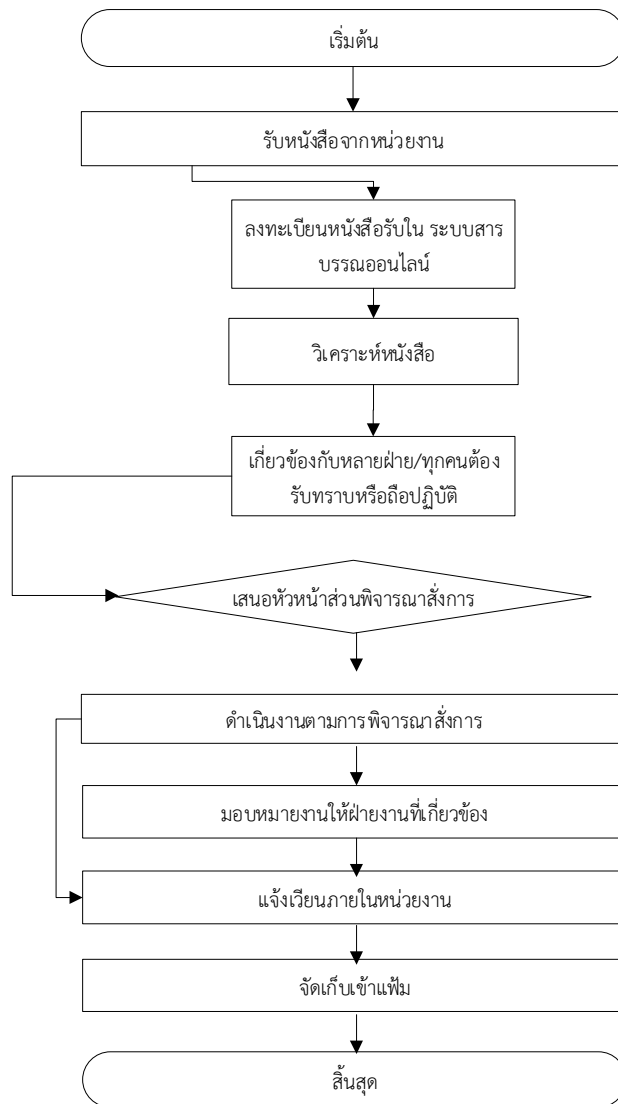 เริ่มต้น
รับหนังสือจากหน่วยงาน
ลงทะเบียนหนังสือรับใน ระบบสาร
บรรณออนไลน์
วิเคราะห์หนังสือ
เกี่ยวข้องกับหลายฝ่าย/ทุกคนต้อง
รับทราบหรือถือปฏิบัติ
เสนอหัวหน้าส่วนพิจารณาสั่งการ
ดำเนินงานตามการพิจารณาสั่งการ
มอบหมายงานให้ฝ่ายงานที่เกี่ยวข้อง
แจ้งเวียนภายในหน่วยงาน
จัดเก็บเข้าแฟ้ม
สิ้นสุด